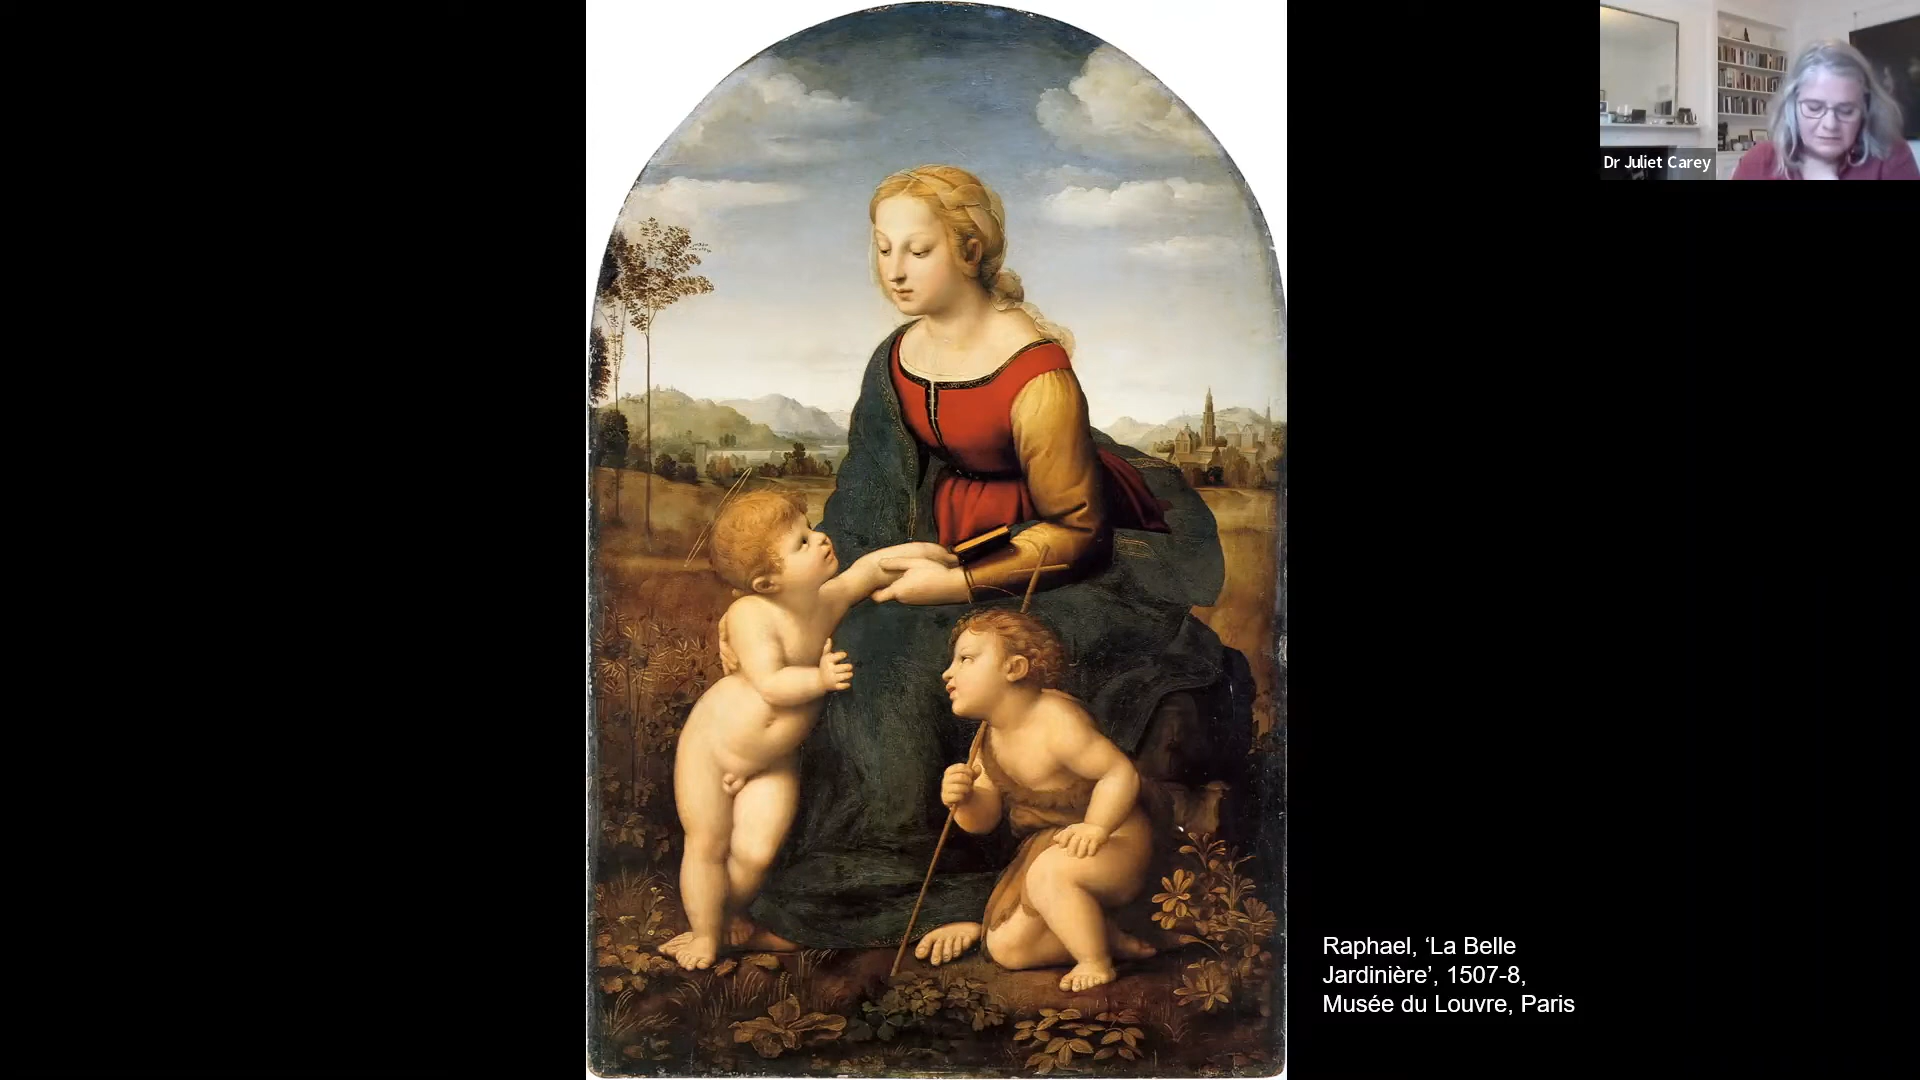 Dr Juliet Carey
Raphael, ‘La Belle
Jardinière’, 1507-8,
Musée du Louvre, Paris